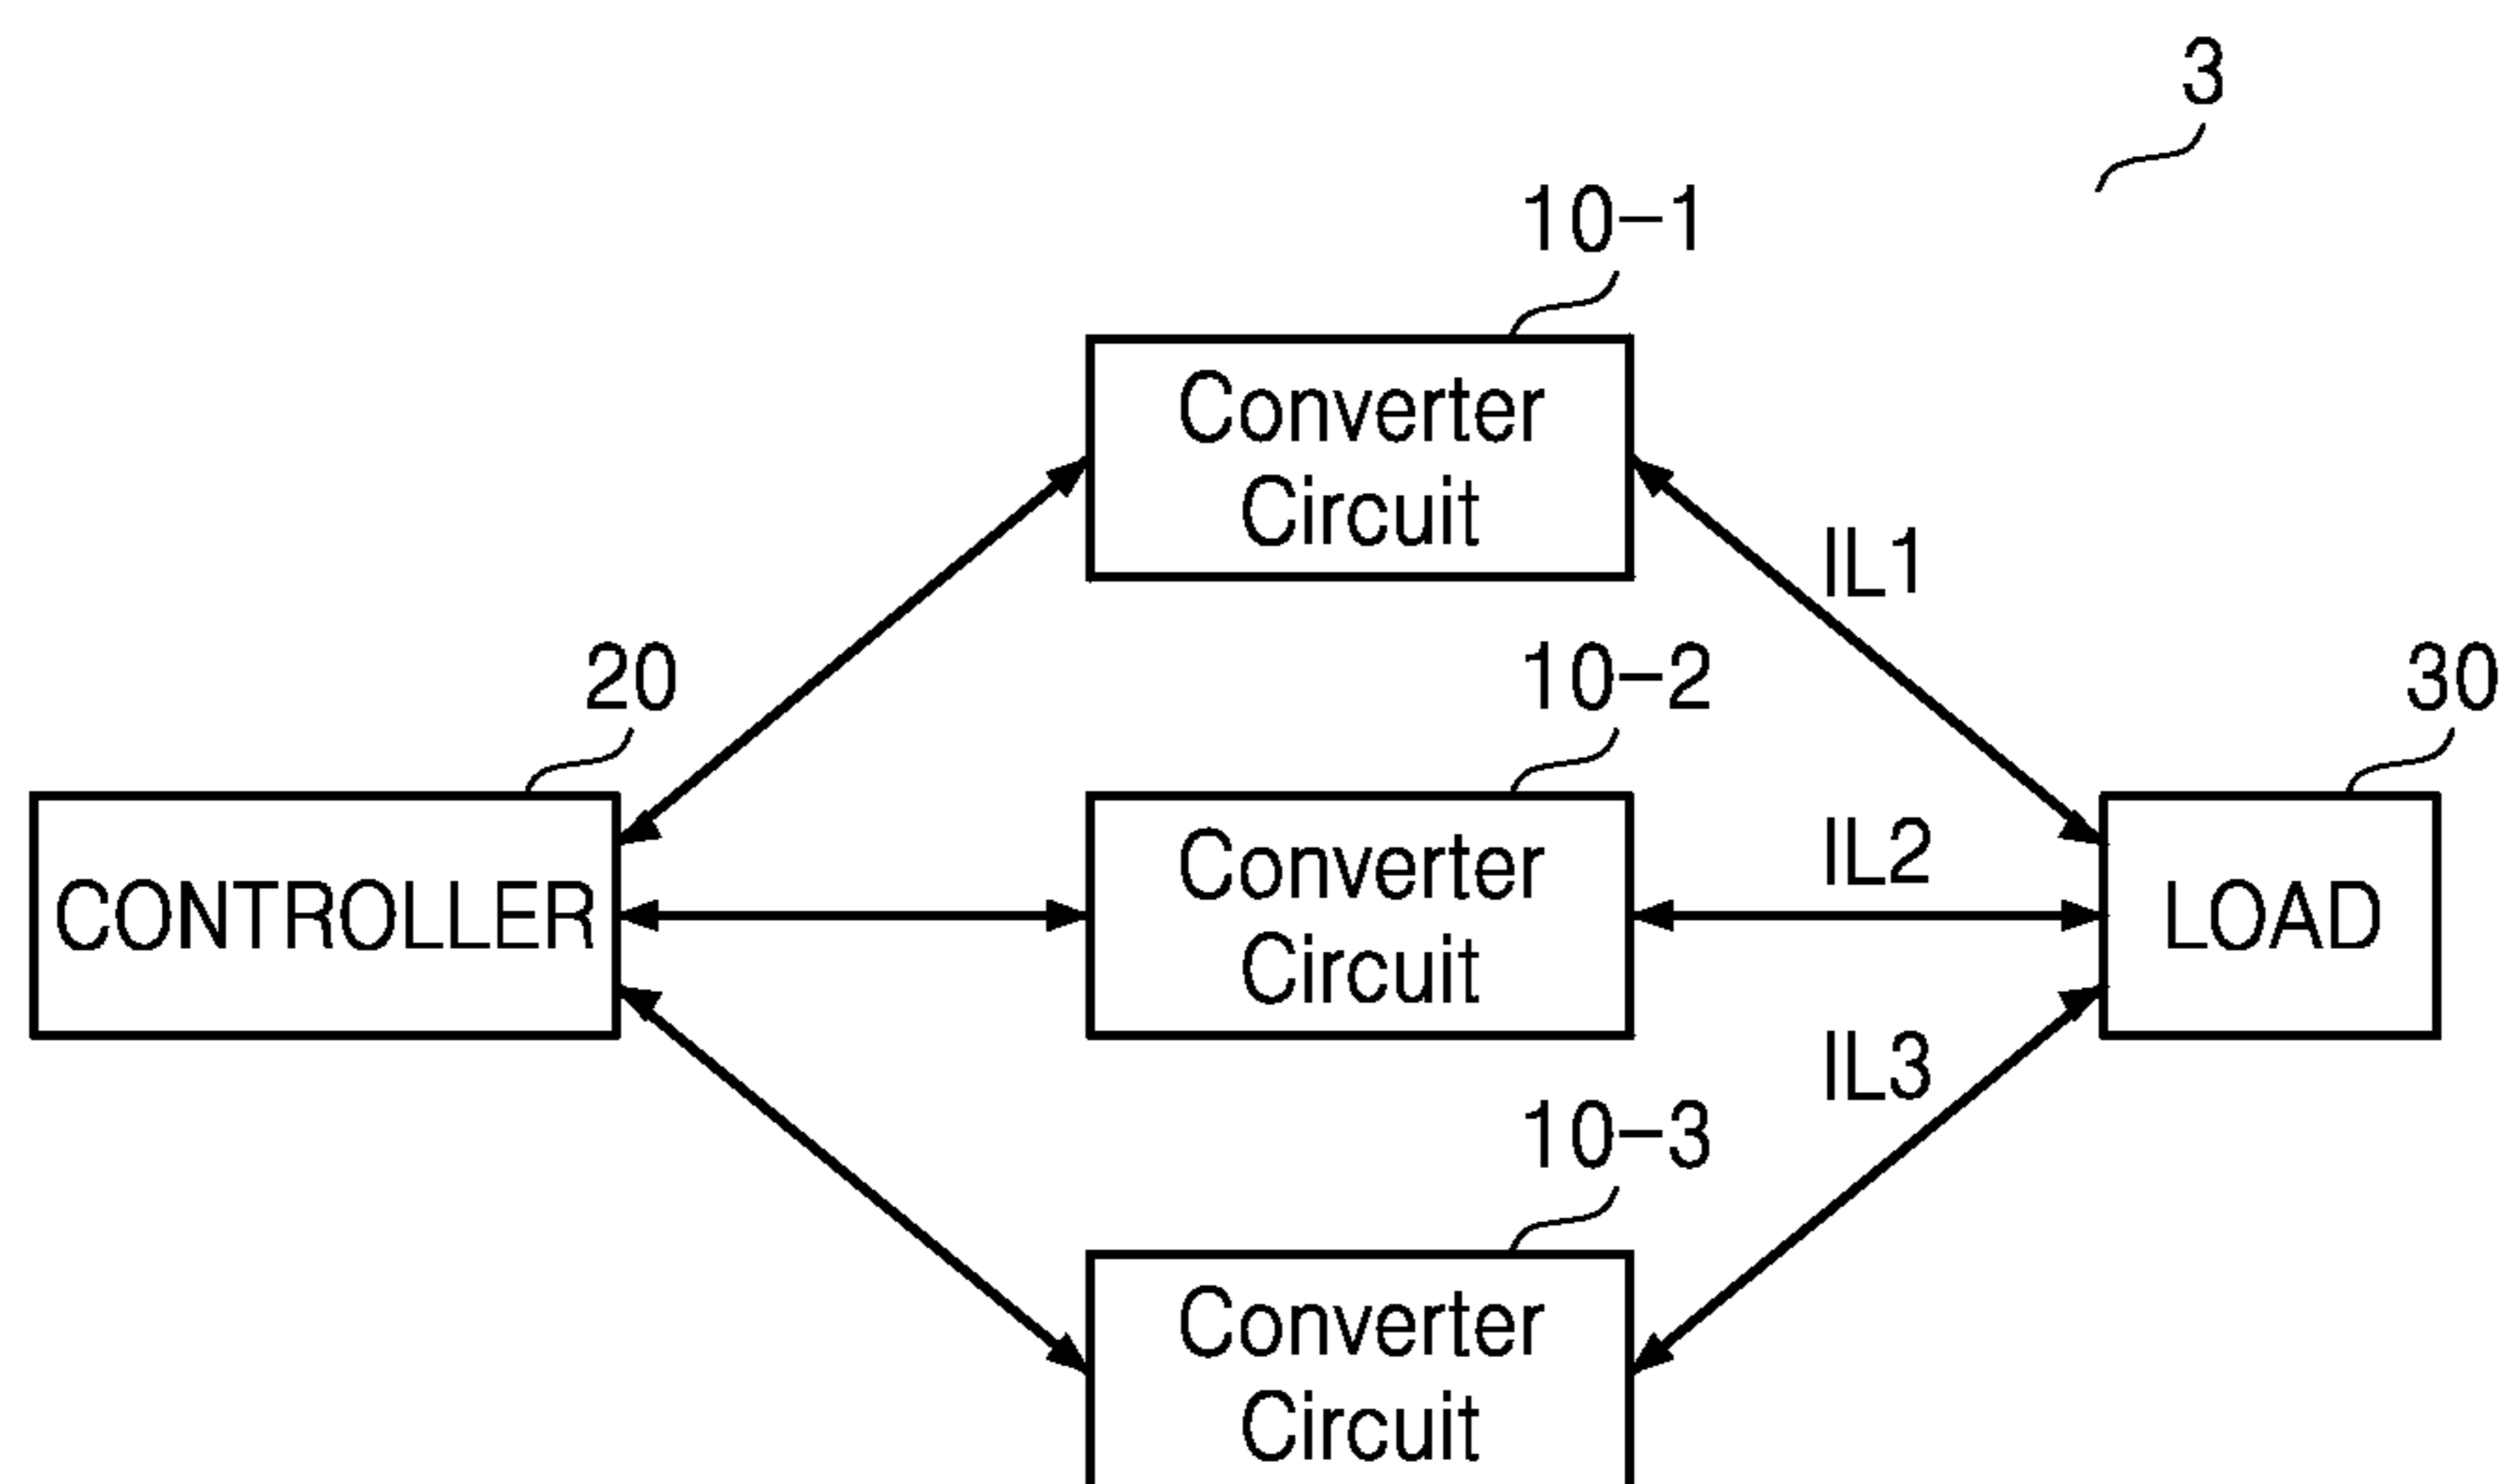 3
10-1
Converter
Circuit
IL1
20
10-2
30
CONTROLLER
Converter
Circuit
IL2
LOAD
IL3
10-3
Converter
Circuit